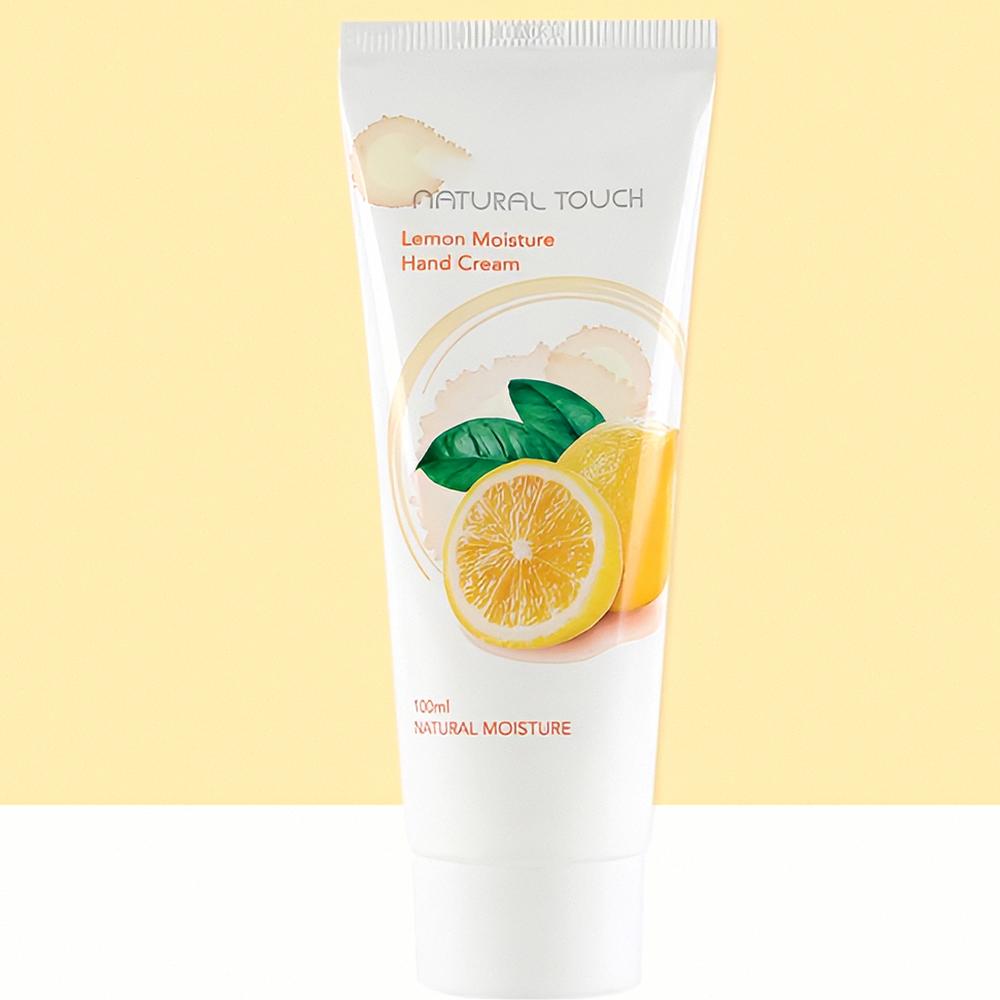 NATURAL TOUCH
Lemon Moisture
Hand Cream
100ml
NATURAL MOISTURE